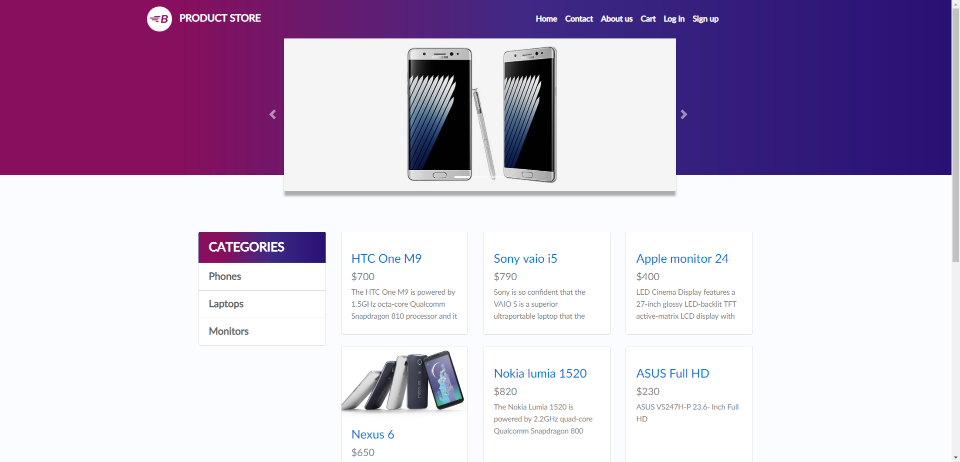 B PRODUCT STORE
Home Contact About us Cart Log in Sign up
CATEGORIES
Phones
Laptops
Monitors
HTC One M9
$700
The HTC One M9 is powered by
1.5GHz octa-core Qualcomm
Snapdragon 810 processor and it
Sony vaio i5
$790
Sony is so confident that the
VAIO S is a superior
ultraportable laptop that the
Apple monitor 24
$400
LED Cinema Display features a
27-inch glossy LED-backlit TFT
active-matrix LCD display with
Nexus 6
$650
Nokia lumia 1520
$820
The Nokia Lumia 1520 is
powered by 2.2GHz quad-core
Qualcomm Snapdragon 800
ASUS Full HD
$230
ASUS VS247H-P 23.6- Inch Full
HD